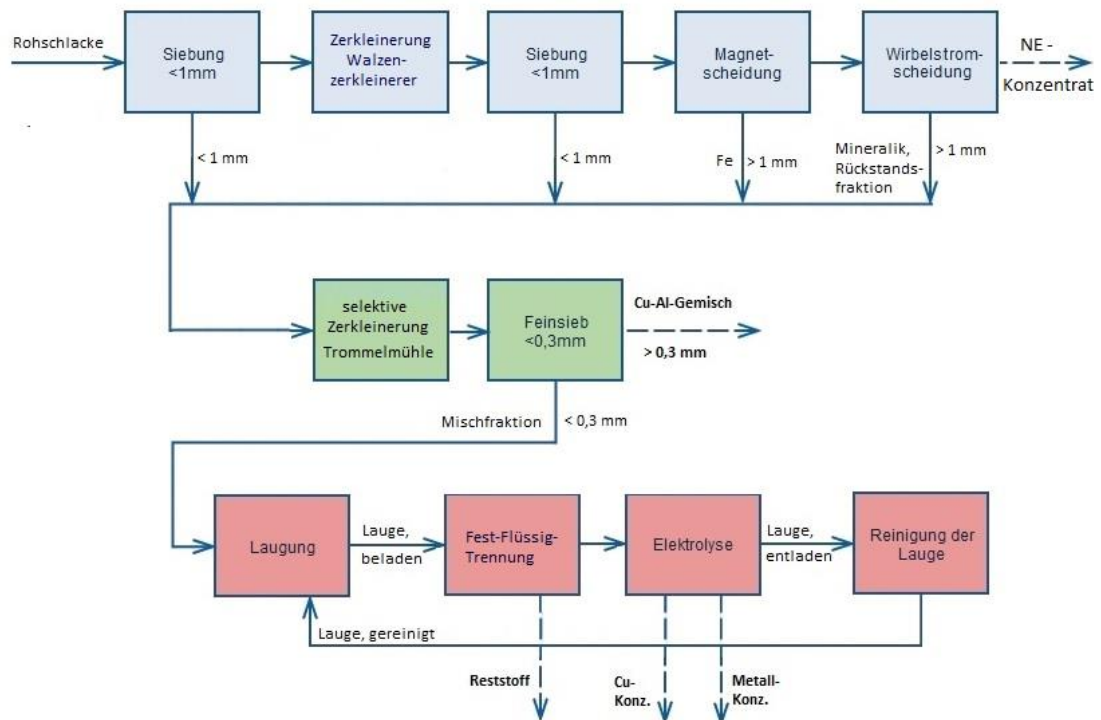 Rohschlacke
Siebung
<1mm
Zerkleinerung
Walzen-
zerkleinerer
Siebung
<1mm
Magnet-
scheidung
Wirbelstrom-
scheidung
NE -
Konzentrat
< 1 mm
< 1 mm
Fe
> 1 mm
Mineralik,
Rückstands-
fraktion
> 1 mm
selektive
Zerkleinerung
Trommelmühle
Feinsieb
<0,3mm
Cu-Al-Gemisch
> 0,3 mm
Mischfraktion
< 0,3 mm
Laugung
Lauge,
beladen
Fest-Flüssig-
Trennung
Elektrolyse
Lauge,
entladen
Reinigung der
Lauge
Lauge, gereinigt
Reststoff
Cu-
Konz.
Metall-
Konz.